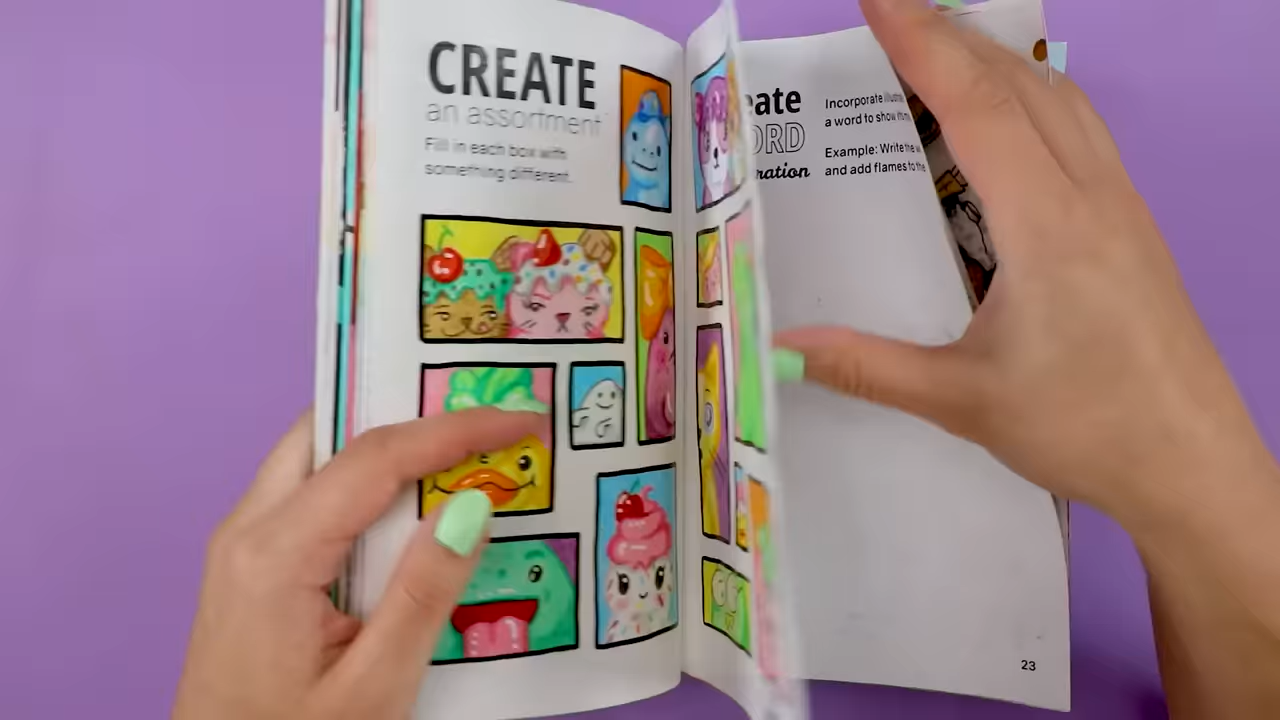 CREATE
an assortment
Fill in each box with
something different.
eate
ORD
ration
Incorporate
a word to show
Example: Write the
and add flames to the
23